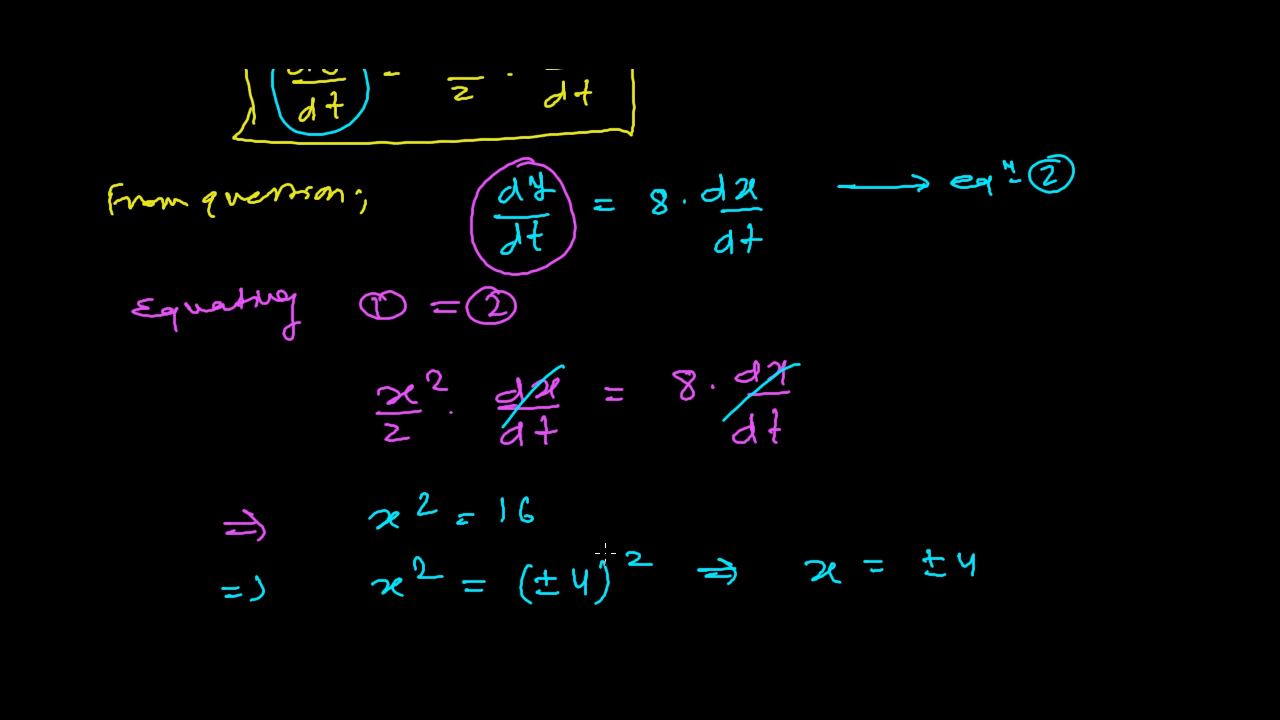 dt = 2 . dt
From question; dy/dt = 8 · dx/dt → eqn 2
Equating ① = ②
x²/2 . dx/dt = 8 · dx/dt
⇒ x² = 16
=> x² = (±4)² ⇒ x = ±4